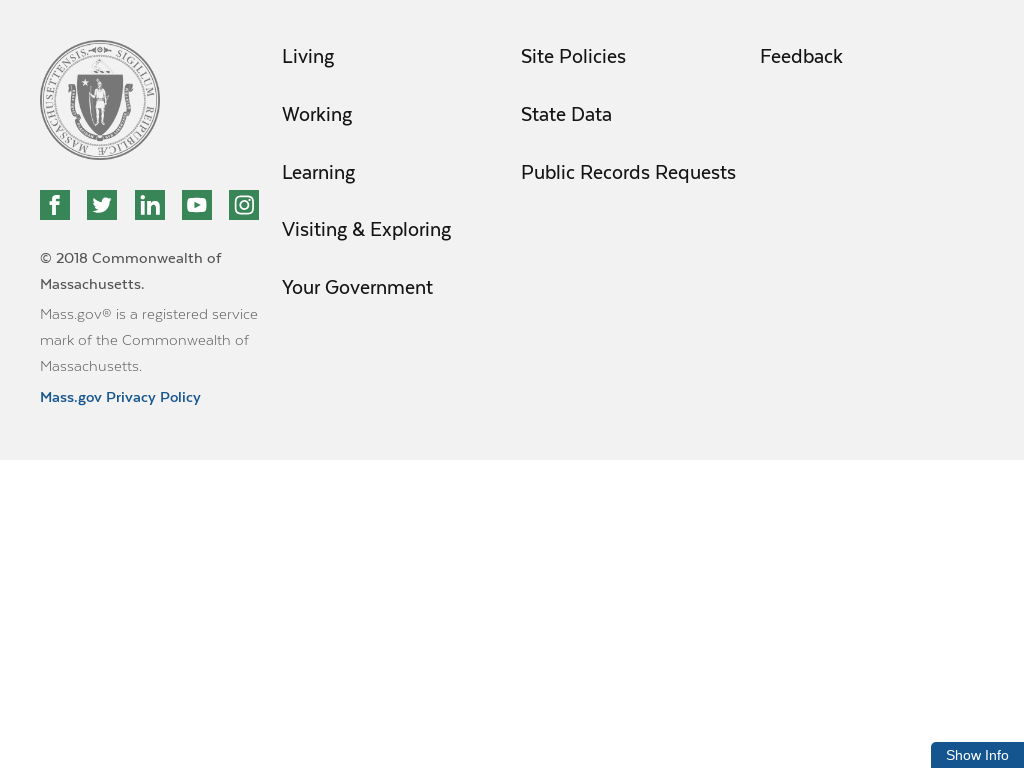 SIGILLUM REIPUBLICÆ MASSACHUSETTENSIS.
© 2018 Commonwealth of
Massachusetts.
Mass.gov® is a registered service
mark of the Commonwealth of
Massachusetts.
Mass.gov Privacy Policy
Living
Working
Learning
Visiting & Exploring
Your Government
Site Policies
State Data
Public Records Requests
Feedback
Show Info